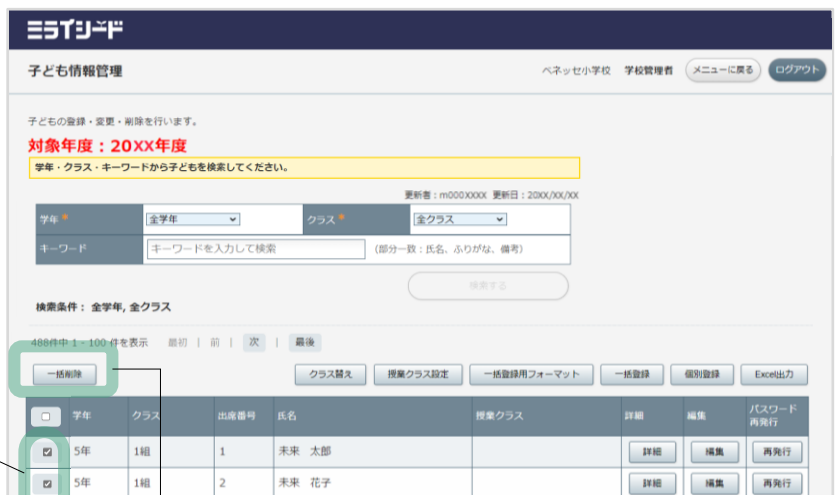 ミライシード
子ども情報管理
ベネッセ小学校 学校管理者 メニューに戻る ログアウト
子どもの登録・変更・削除を行います。
対象年度：20XX年度
学年・クラス・キーワードから子どもを検索してください。
更新者：m000XXXX 更新日：20XX/XX/XX
学年* 全学年 クラス* 全クラス
キーワード キーワードを入力して検索 (部分一致：氏名、ふりがな、備考)
検索する
検索条件： 全学年, 全クラス
488件中 1 - 100 件を表示 最初 | 前 | 次 | 最後
一括削除 クラス替え 授業クラス設定 一括登録用フォーマット 一括登録 個別登録 Excel出力
学年 クラス 出席番号 氏名 授業クラス 詳細 編集 パスワード
再発行
5年 1組 1 未来 太郎 詳細 編集 再発行
5年 1組 2 未来 花子 詳細 編集 再発行